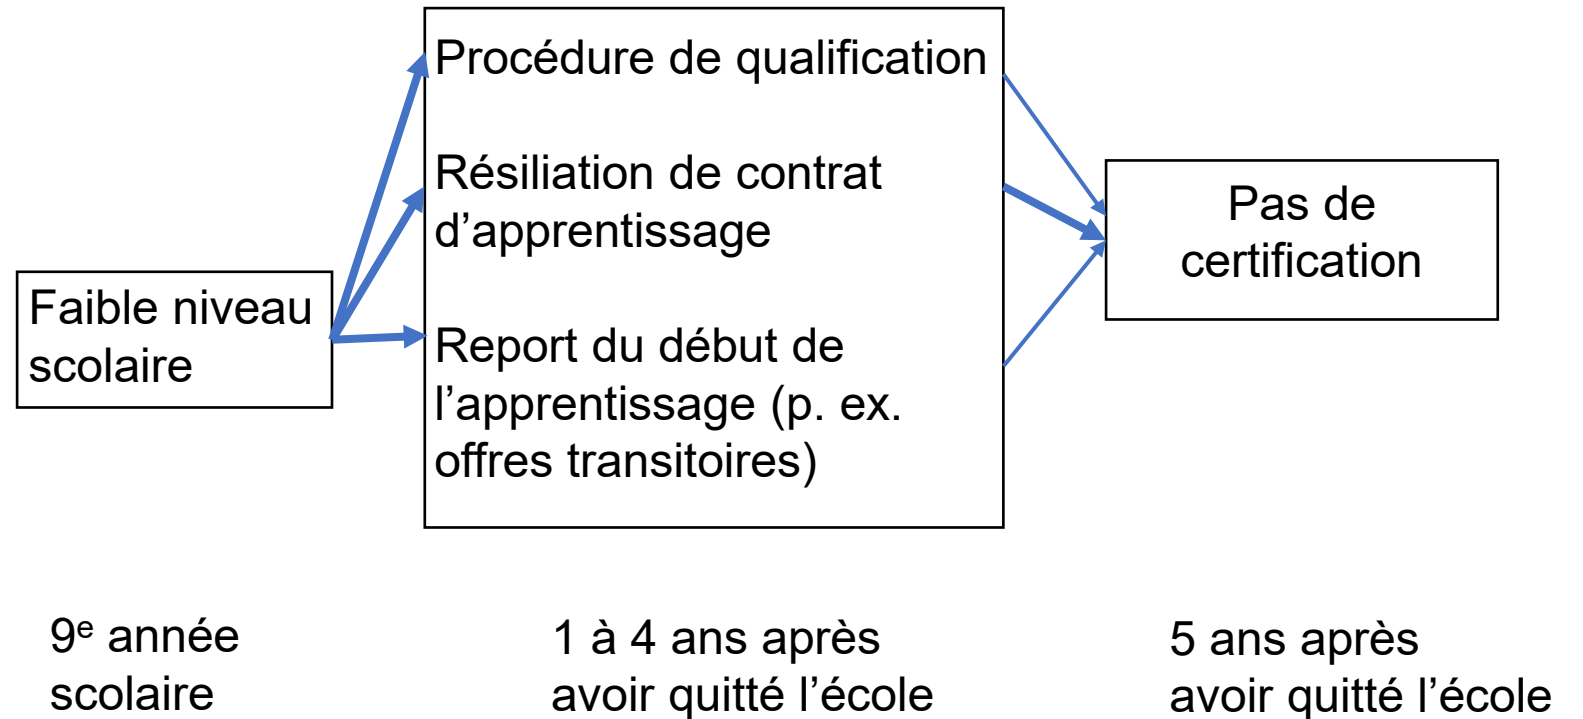 Procédure de qualification
Résiliation de contrat
d’apprentissage
Report du début de
l’apprentissage (p. ex.
offres transitoires)
Faible niveau
scolaire
Pas de
certification
9ᵉ année
scolaire
1 à 4 ans après
avoir quitté l’école
5 ans après
avoir quitté l’école